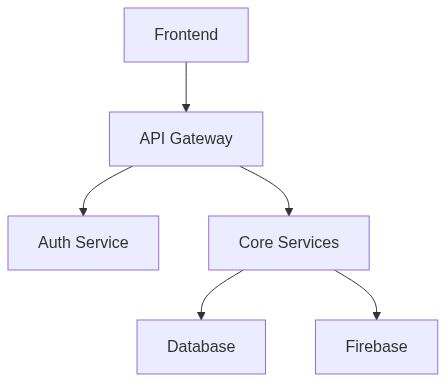 Frontend
API Gateway
Auth Service
Core Services
Database
Firebase